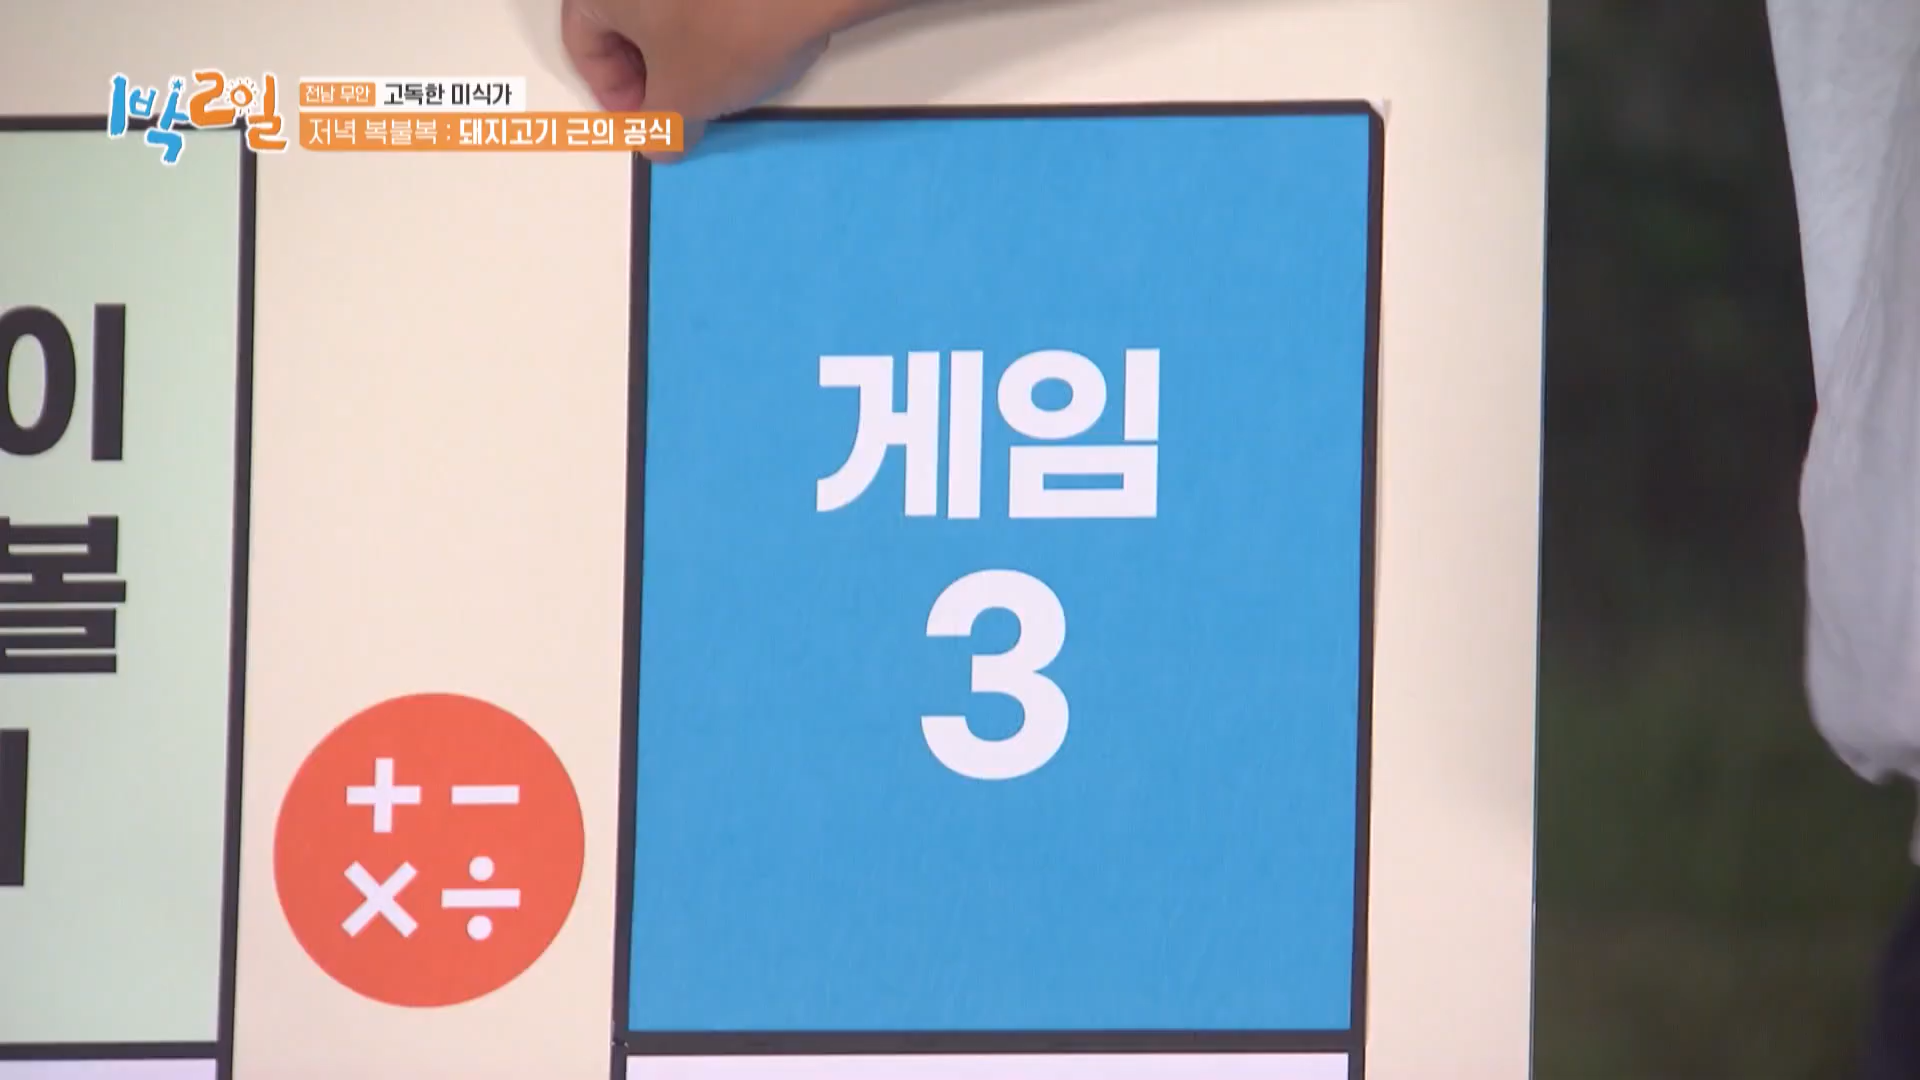 1박2일
전남 무안 고독한 미식가
저녁 복불복 : 돼지고기 근의 공식
이
볼
게임
3
+ −
× ÷